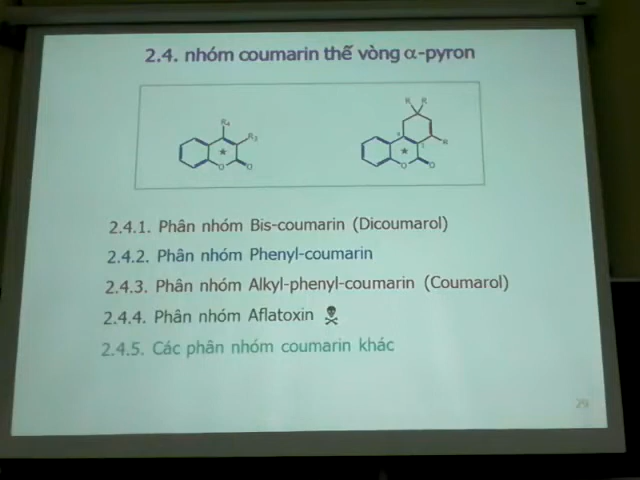 2.4. nhóm coumarin thế vòng α-pyron
R R
R₄
R₃
R
O O
O O
2.4.1. Phân nhóm Bis-coumarin (Dicoumarol)
2.4.2. Phân nhóm Phenyl-coumarin
2.4.3. Phân nhóm Alkyl-phenyl-coumarin (Coumarol)
2.4.4. Phân nhóm Aflatoxin
2.4.5. Các phân nhóm coumarin khác
29